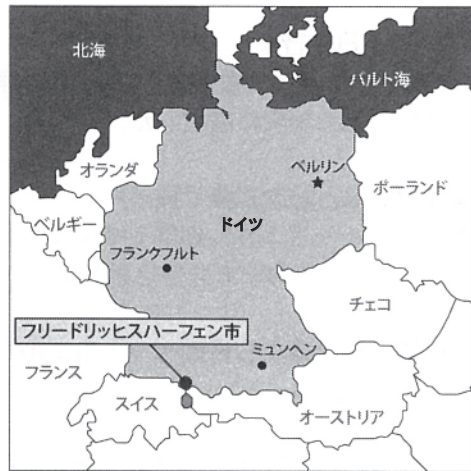 北海
バルト海
オランダ
ベルリン
ポーランド
ベルギー
ドイツ
フランクフルト
チェコ
フリードリッヒスハーフェン市
ミュンヘン
フランス
スイス
オーストリア